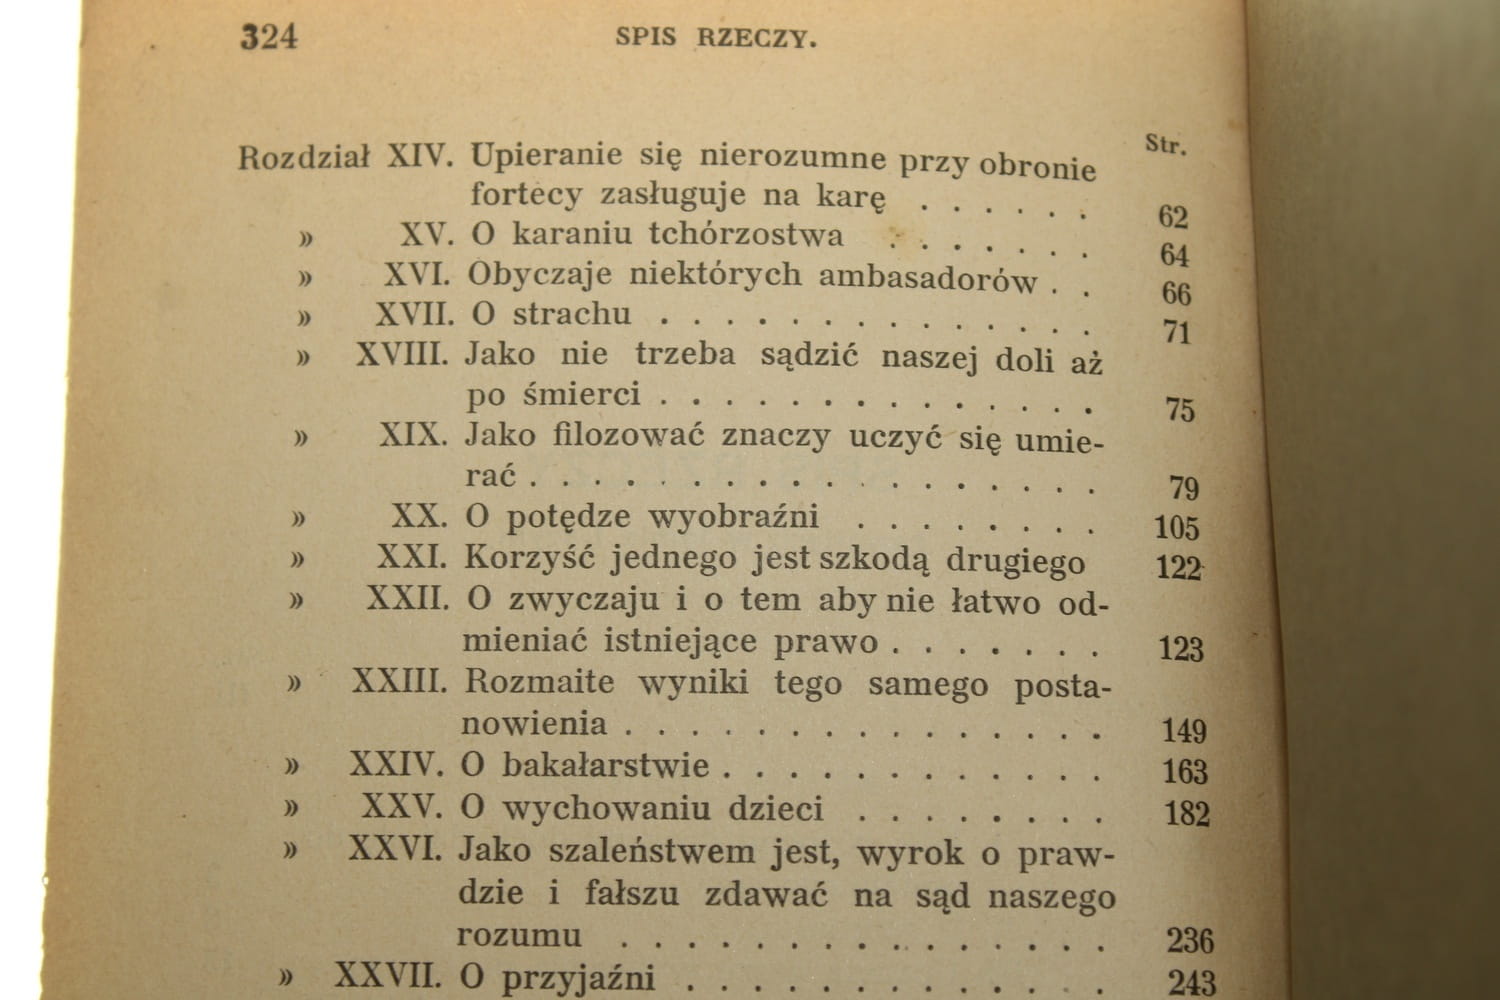 324 SPIS RZECZY.
Str.
Rozdział XIV. Upieranie się nierozumne przy obronie
fortecy zasługuje na karę . . . . . . 62
» XV. O karaniu tchórzostwa . . . . . . . 64
» XVI. Obyczaje niektórych ambasadorów . . 66
» XVII. O strachu . . . . . . . . . . . . . . 71
» XVIII. Jako nie trzeba sądzić naszej doli aż
po śmierci . . . . . . . . . . . . . . 75
» XIX. Jako filozować znaczy uczyć się umie-
rać . . . . . . . . . . . . . . . . . . 79
» XX. O potędze wyobraźni . . . . . . . . 105
» XXI. Korzyść jednego jest szkodą drugiego 122
» XXII. O zwyczaju i o tem aby nie łatwo od-
mieniać istniejące prawo . . . . . . . 123
» XXIII. Rozmaite wyniki tego samego posta-
nowienia . . . . . . . . . . . . . . . 149
» XXIV. O bakałarstwie . . . . . . . . . . . . 163
» XXV. O wychowaniu dzieci . . . . . . . . 182
» XXVI. Jako szaleństwem jest, wyrok o praw-
dzie i fałszu zdawać na sąd naszego
rozumu . . . . . . . . . . . . . . . 236
» XXVII. O przyjaźni . . . . . . . . . . . . . 243